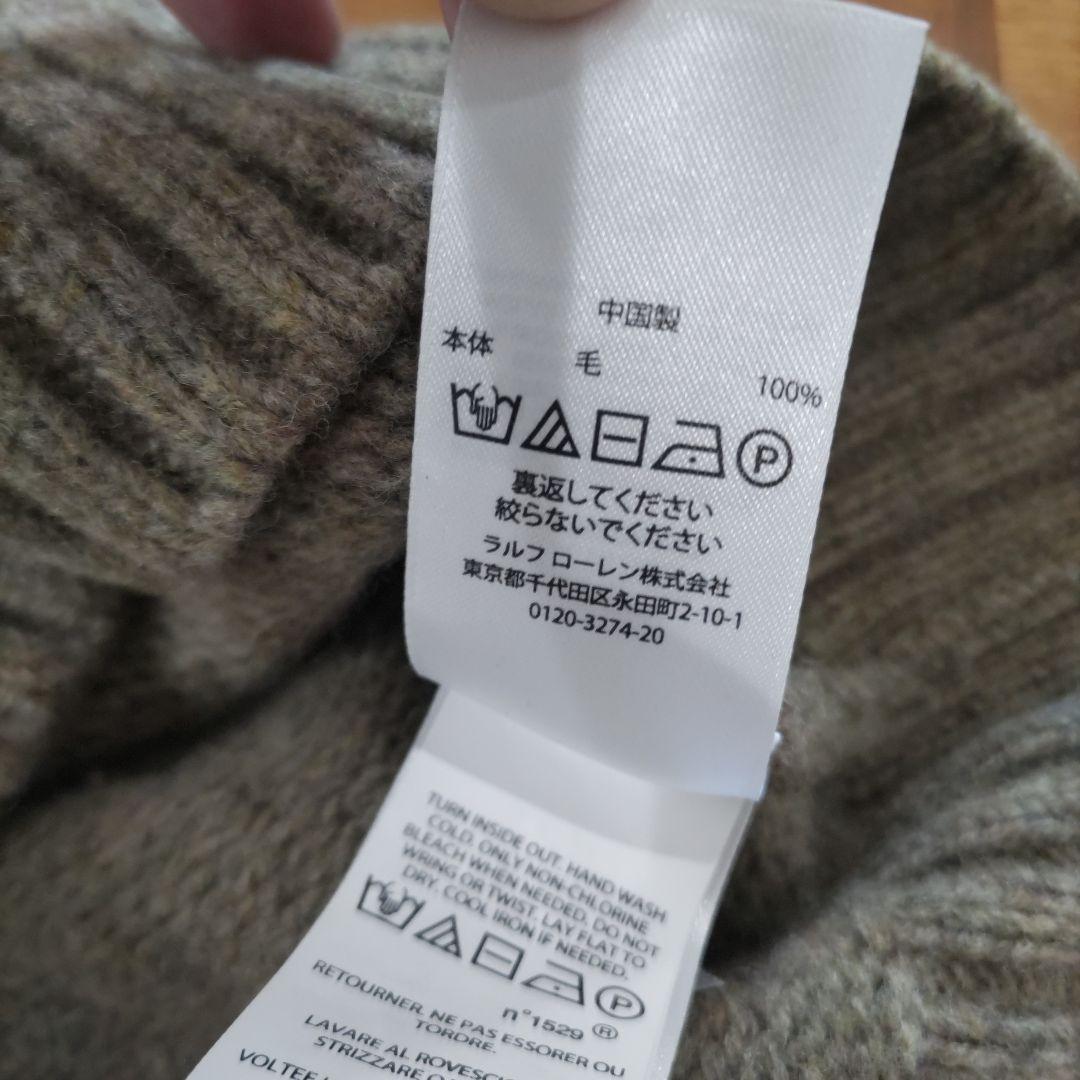 中国製
本体 毛 100%
P
裏返してください
絞らないでください
ラルフ ローレン株式会社
東京都千代田区永田町2-10-1
0120-3274-20
TURN INSIDE OUT. HAND WASH
COLD. ONLY NON-CHLORINE
BLEACH WHEN NEEDED. DO NOT
WRING OR TWIST. LAY FLAT TO
DRY. COOL IRON IF NEEDED.
P
n°1529 ®
RETOURNER. NE PAS ESSORER OU
TORDRE.
LAVARE AL ROVESCIO
STRIZZARE O
VOLTEE